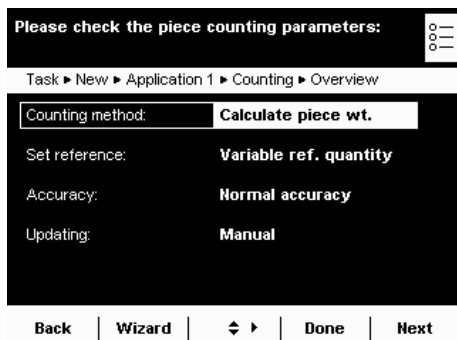 Please check the piece counting parameters:
Task ▸ New ▸ Application 1 ▸ Counting ▸ Overview
Counting method: Calculate piece wt.
Set reference: Variable ref. quantity
Accuracy: Normal accuracy
Updating: Manual
Back Wizard Done Next